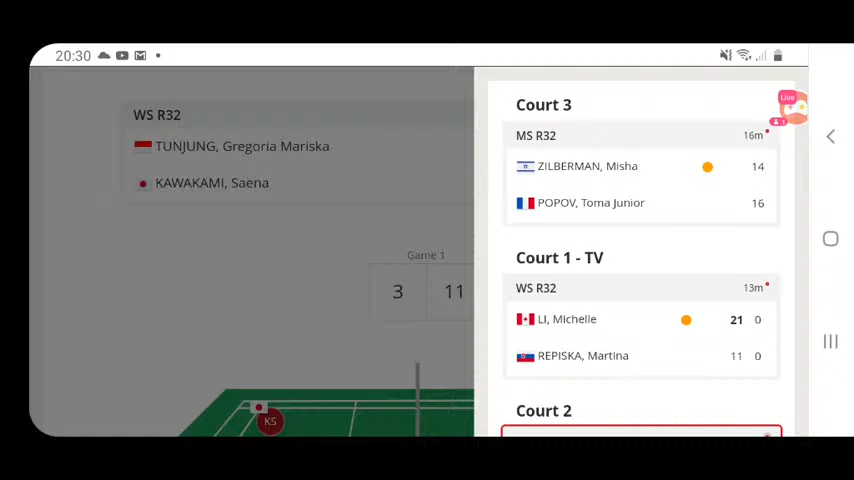 20:30
WS R32
TUNJUNG, Gregoria Mariska
KAWAKAMI, Saena
Game 1
3 11
KS
Court 3
MS R32 16m
ZILBERMAN, Misha 14
POPOV, Toma Junior 16
Court 1 - TV
WS R32 13m
LI, Michelle 21 0
REPISKA, Martina 11 0
Court 2
Live